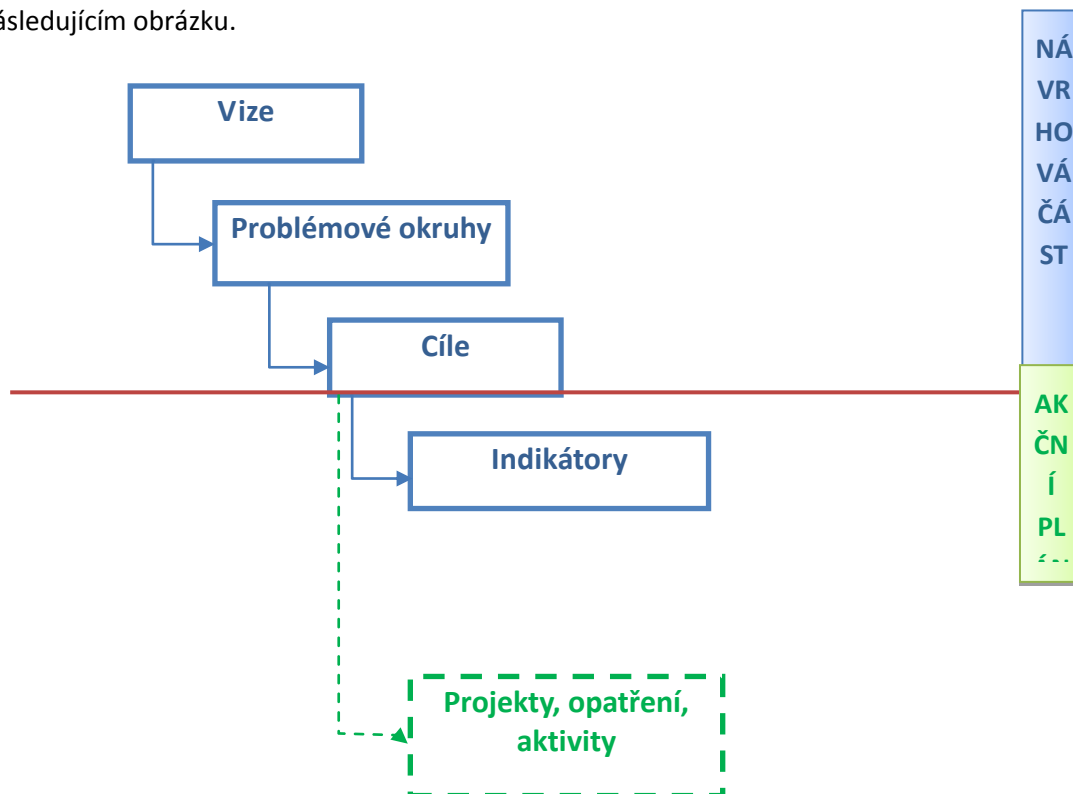 ásledujícím obrázku.
Vize
Problémové okruhy
Cíle
Indikátory
Projekty, opatření,
aktivity
NÁ
VR
HO
VÁ
ČÁ
ST
AK
ČN
Í
PL